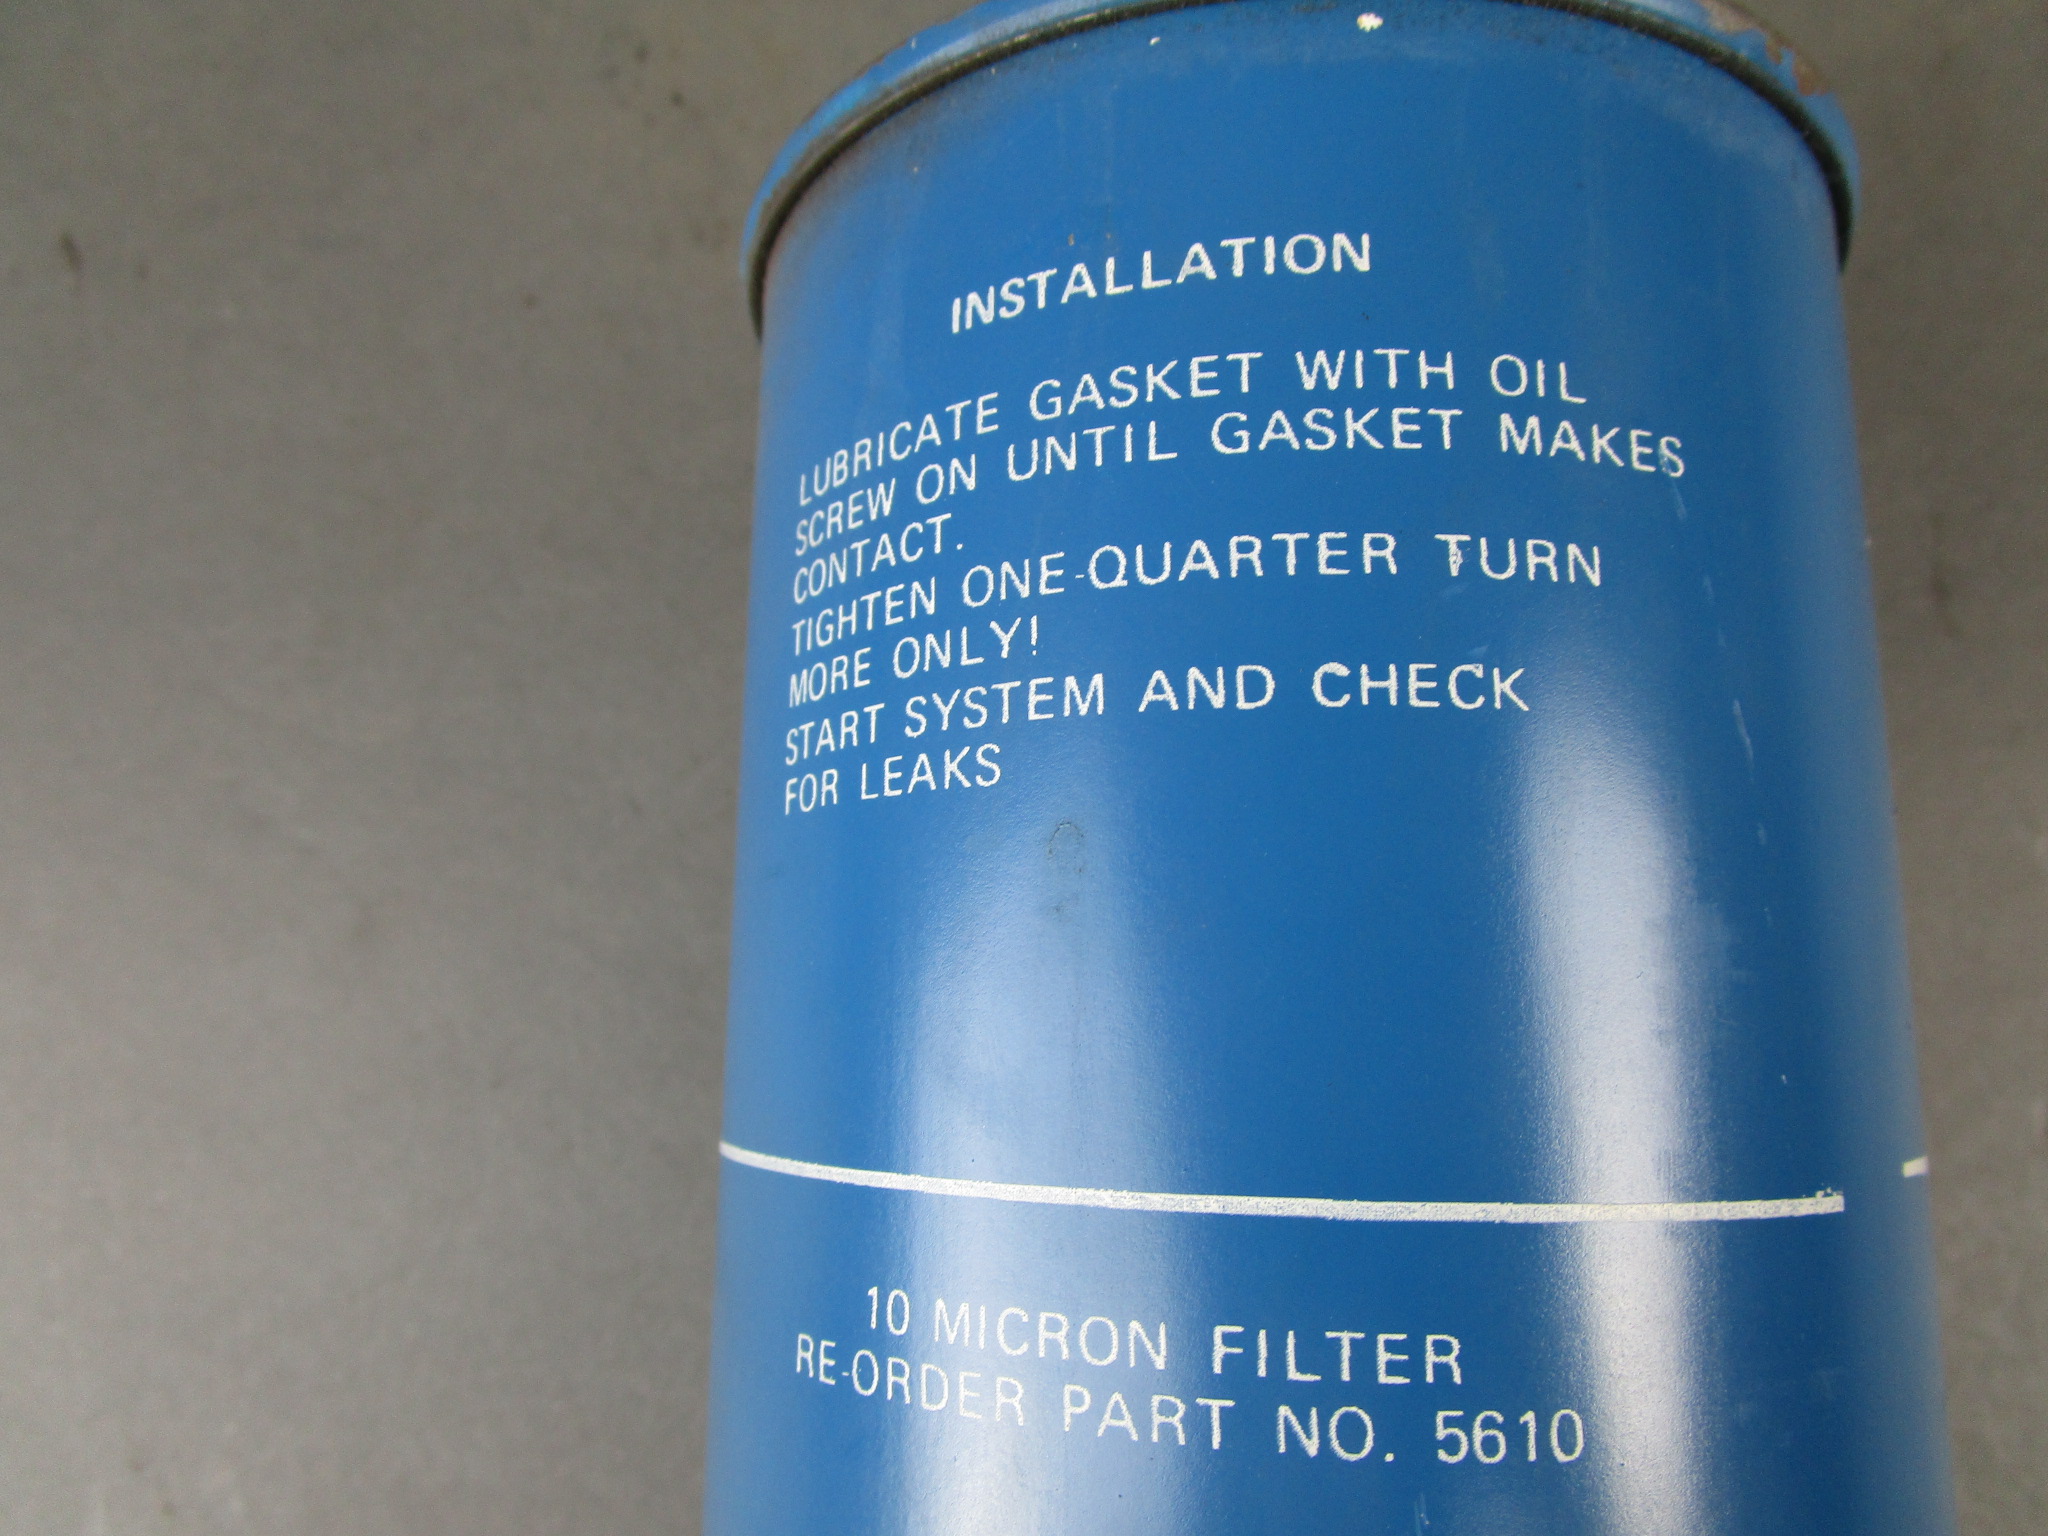 INSTALLATION
LUBRICATE GASKET WITH OIL
SCREW ON UNTIL GASKET MAKES
CONTACT.
TIGHTEN ONE-QUARTER TURN
MORE ONLY!
START SYSTEM AND CHECK
FOR LEAKS
10 MICRON FILTER
RE-ORDER PART NO. 5610